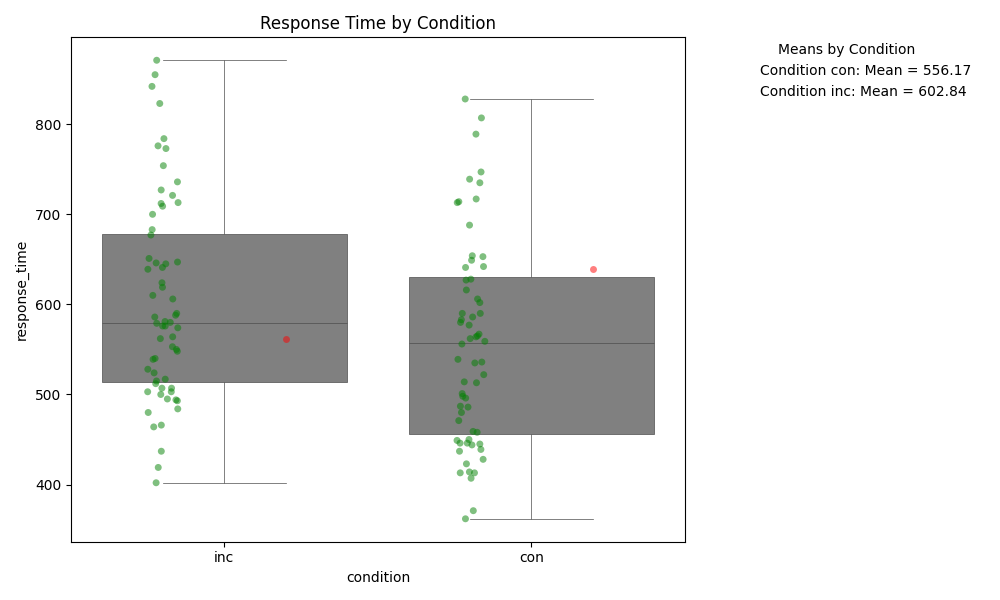 Response Time by Condition
Means by Condition
Condition con: Mean = 556.17
Condition inc: Mean = 602.84
response_time
800
700
600
500
400
inc
con
condition